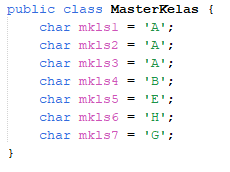 public class MasterKelas {
    char mkls1 = 'A';
    char mkls2 = 'A';
    char mkls3 = 'A';
    char mkls4 = 'B';
    char mkls5 = 'E';
    char mkls6 = 'H';
    char mkls7 = 'G';
}